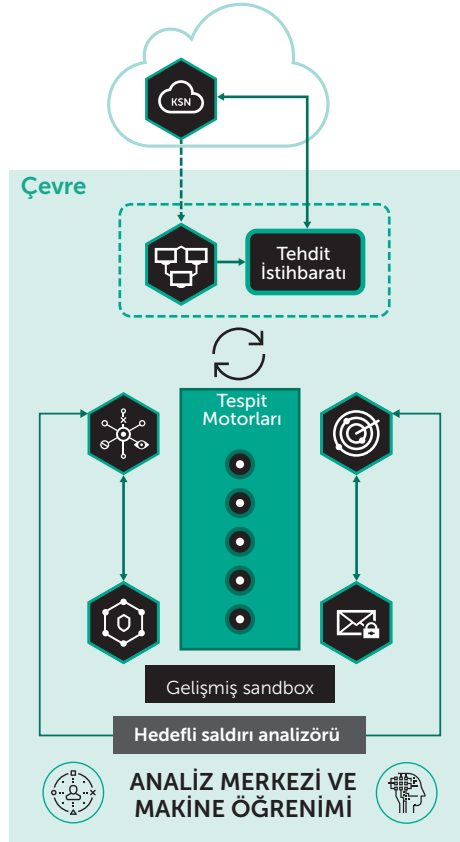 KSN
Çevre
Tehdit
İstihbaratı
Tespit
Motorları
Gelişmiş sandbox
Hedefli saldırı analizörü
ANALİZ MERKEZİ VE
MAKİNE ÖĞRENİMİ